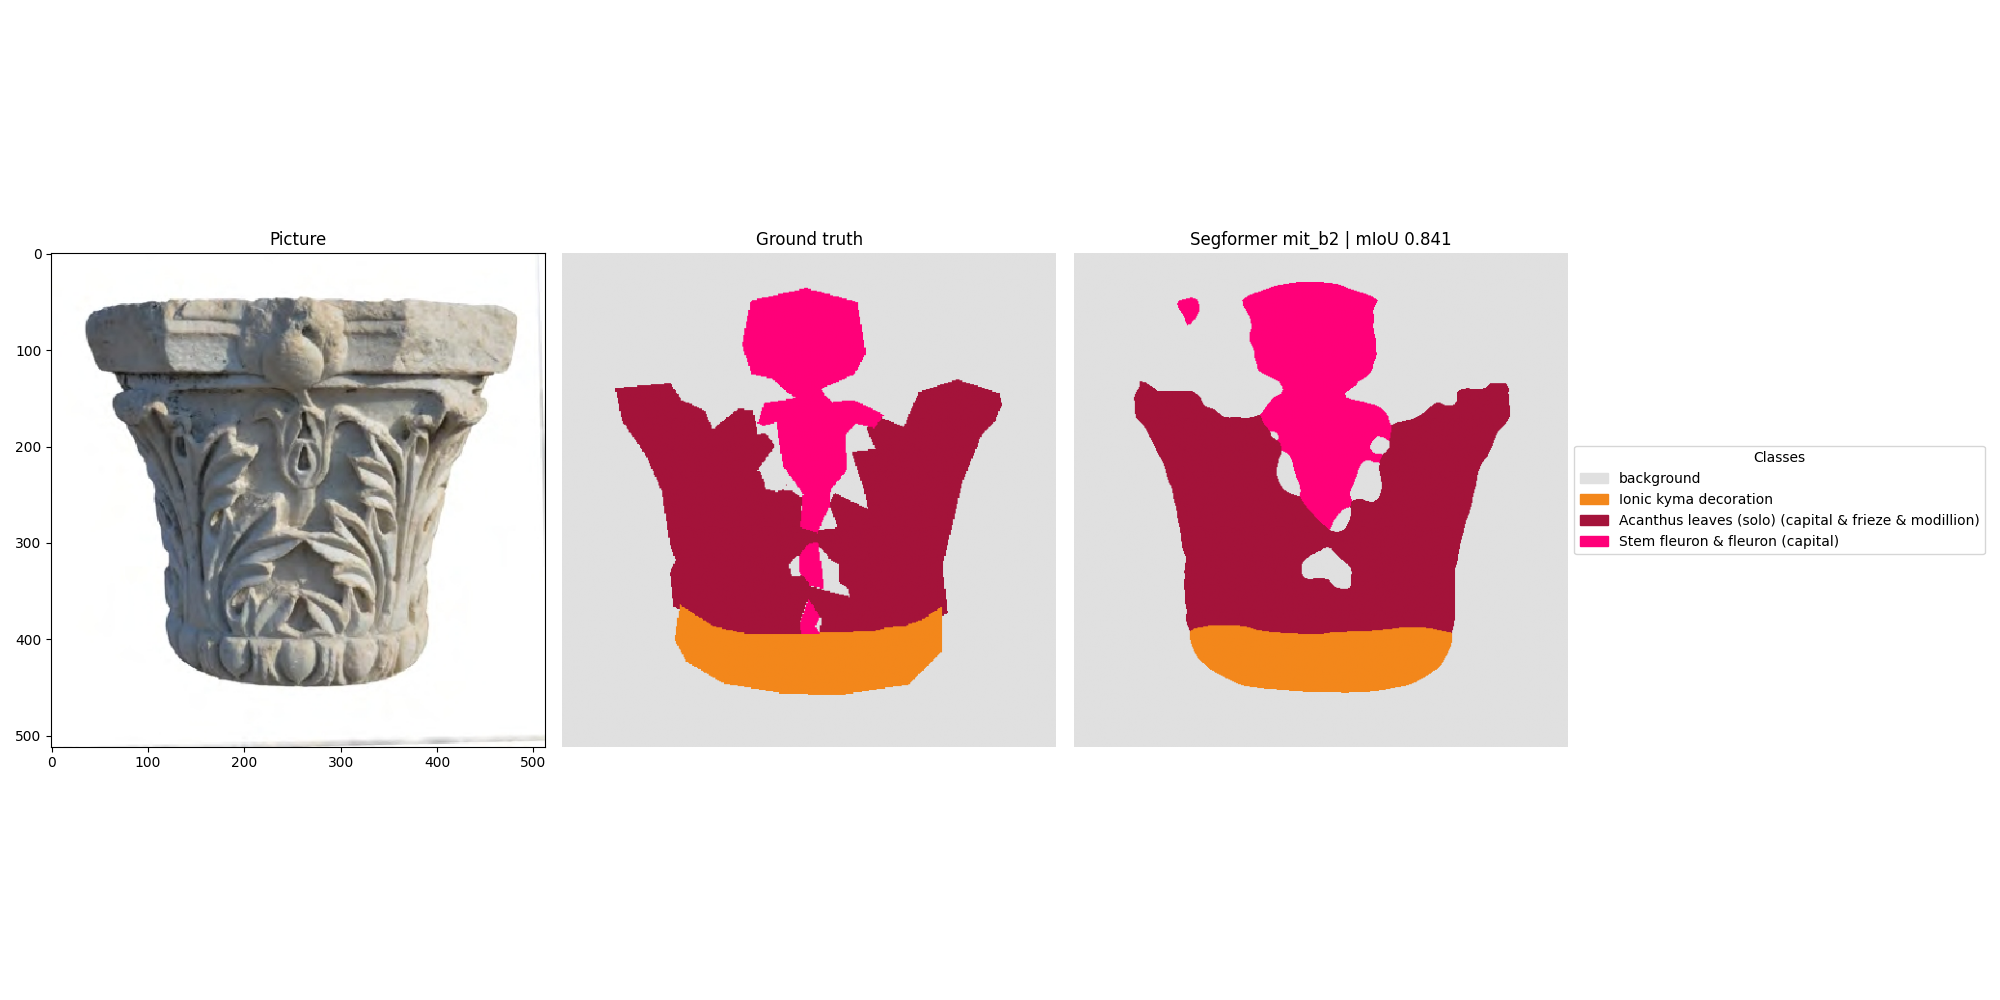 Picture
Ground truth
Segformer mit_b2 | mIoU 0.841
0
100
200
300
400
500
0 100 200 300 400 500
Classes
background
Ionic kyma decoration
Acanthus leaves (solo) (capital & frieze & modillion)
Stem fleuron & fleuron (capital)